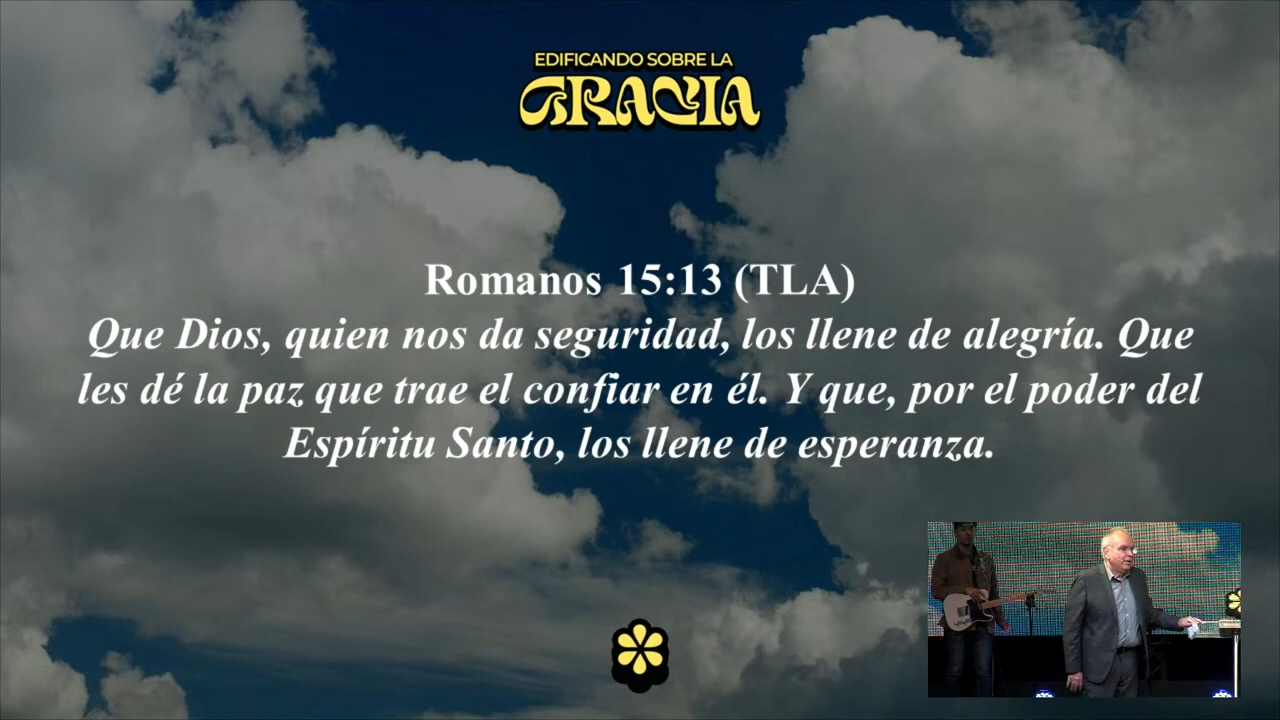 EDIFICANDO SOBRE LA
GRACIA
Romanos 15:13 (TLA)
Que Dios, quien nos da seguridad, los llene de alegría. Que
les dé la paz que trae el confiar en él. Y que, por el poder del
Espíritu Santo, los llene de esperanza.